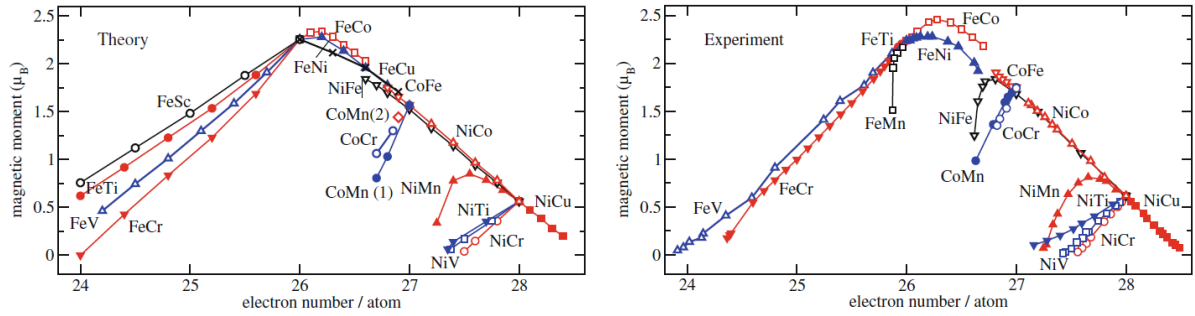 2.5
2
1.5
1
0.5
0
magnetic moment (μB)
Theory
FeCo
FeNi
FeCu
NiFe
CoFe
FeSc
CoMn(2)
NiCo
CoCr
FeTi
CoMn (1)
NiMn
FeV
NiTi
NiCu
FeCr
NiCr
NiV
24 25 26 27 28
electron number / atom
2.5
2
1.5
1
0.5
0
magnetic moment (μB)
Experiment
FeCo
FeTi
FeNi
CoFe
FeMn
NiFe
NiCo
CoCr
CoMn
FeCr
NiMn
FeV
NiTi
NiCu
NiCr
NiV
24 25 26 27 28
electron number / atom